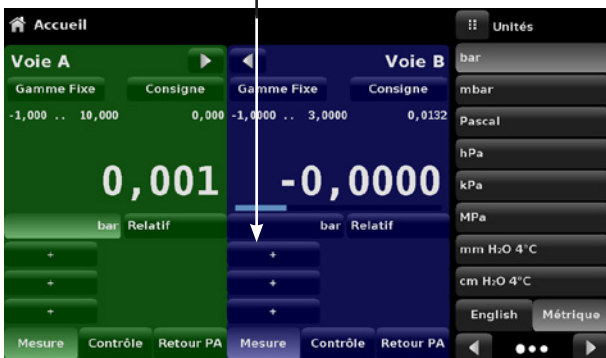 Accueil
Voie A
Gamme Fixe Consigne
-1,000 .. 10,000 0,000
0,001
bar Relatif
+
+
+
Mesure Contrôle Retour PA
Voie B
Gamme Fixe Consigne
-1,0000 .. 3,0000 0,0132
-0,0000
bar Relatif
+
+
+
Mesure Contrôle Retour PA
Unités
bar
mbar
Pascal
hPa
kPa
MPa
mm H₂O 4°C
cm H₂O 4°C
English Métrique